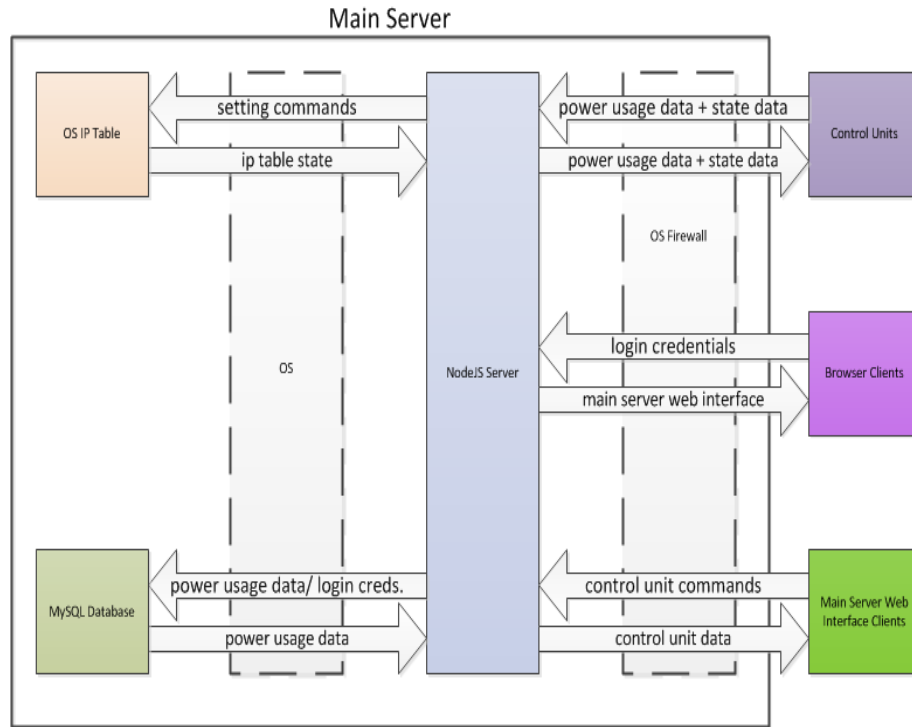 Main Server
setting commands
power usage data + state data
OS IP Table
Control Units
ip table state
power usage data + state data
OS Firewall
login credentials
OS
NodeJS Server
Browser Clients
main server web interface
power usage data/ login creds.
control unit commands
MySQL Database
Main Server Web
Interface Clients
power usage data
control unit data